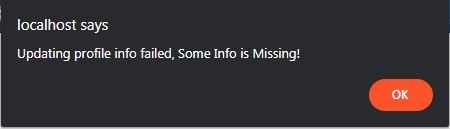 localhost says
Updating profile info failed, Some Info is Missing!
OK